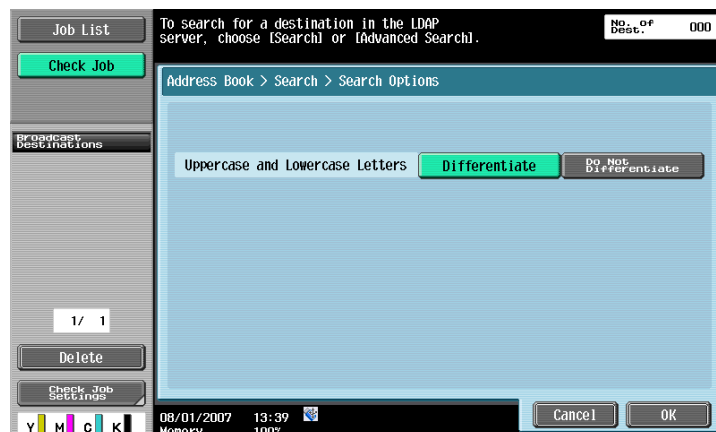 Job List
Check Job
To search for a destination in the LDAP
server, choose [Search] or [Advanced Search].
No. of
Dest.
000
Address Book > Search > Search Options
Broadcast
Destinations
Uppercase and Lowercase Letters
Differentiate
Do Not
Differentiate
1/ 1
Delete
Check Job
Settings
Y M C K
08/01/2007 13:39
Memory 100%
Cancel
OK